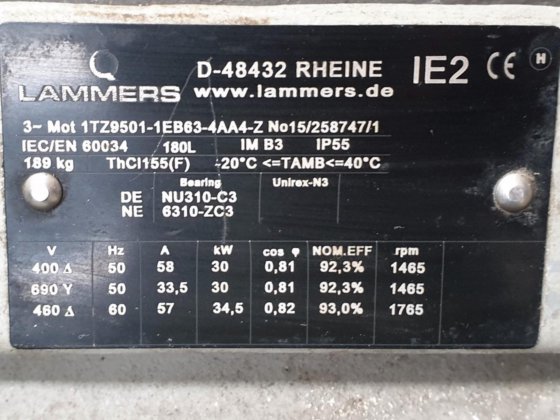 LAMMERS D-48432 RHEINE www.lammers.de IE2 CE H
3~ Mot 1TZ9501-1EB63-4AA4-Z No15/258747/1
IEC/EN 60034 180L IM B3 IP55
189 kg ThCl155(F) -20°C <=TAMB<=40°C
Bearing Unirex-N3
DE NU310-C3
NE 6310-ZC3
V Hz A kW cos φ NOM.EFF rpm
400 Δ 50 58 30 0,81 92,3% 1465
690 Y 50 33,5 30 0,81 92,3% 1465
460 Δ 60 57 34,5 0,82 93,0% 1765